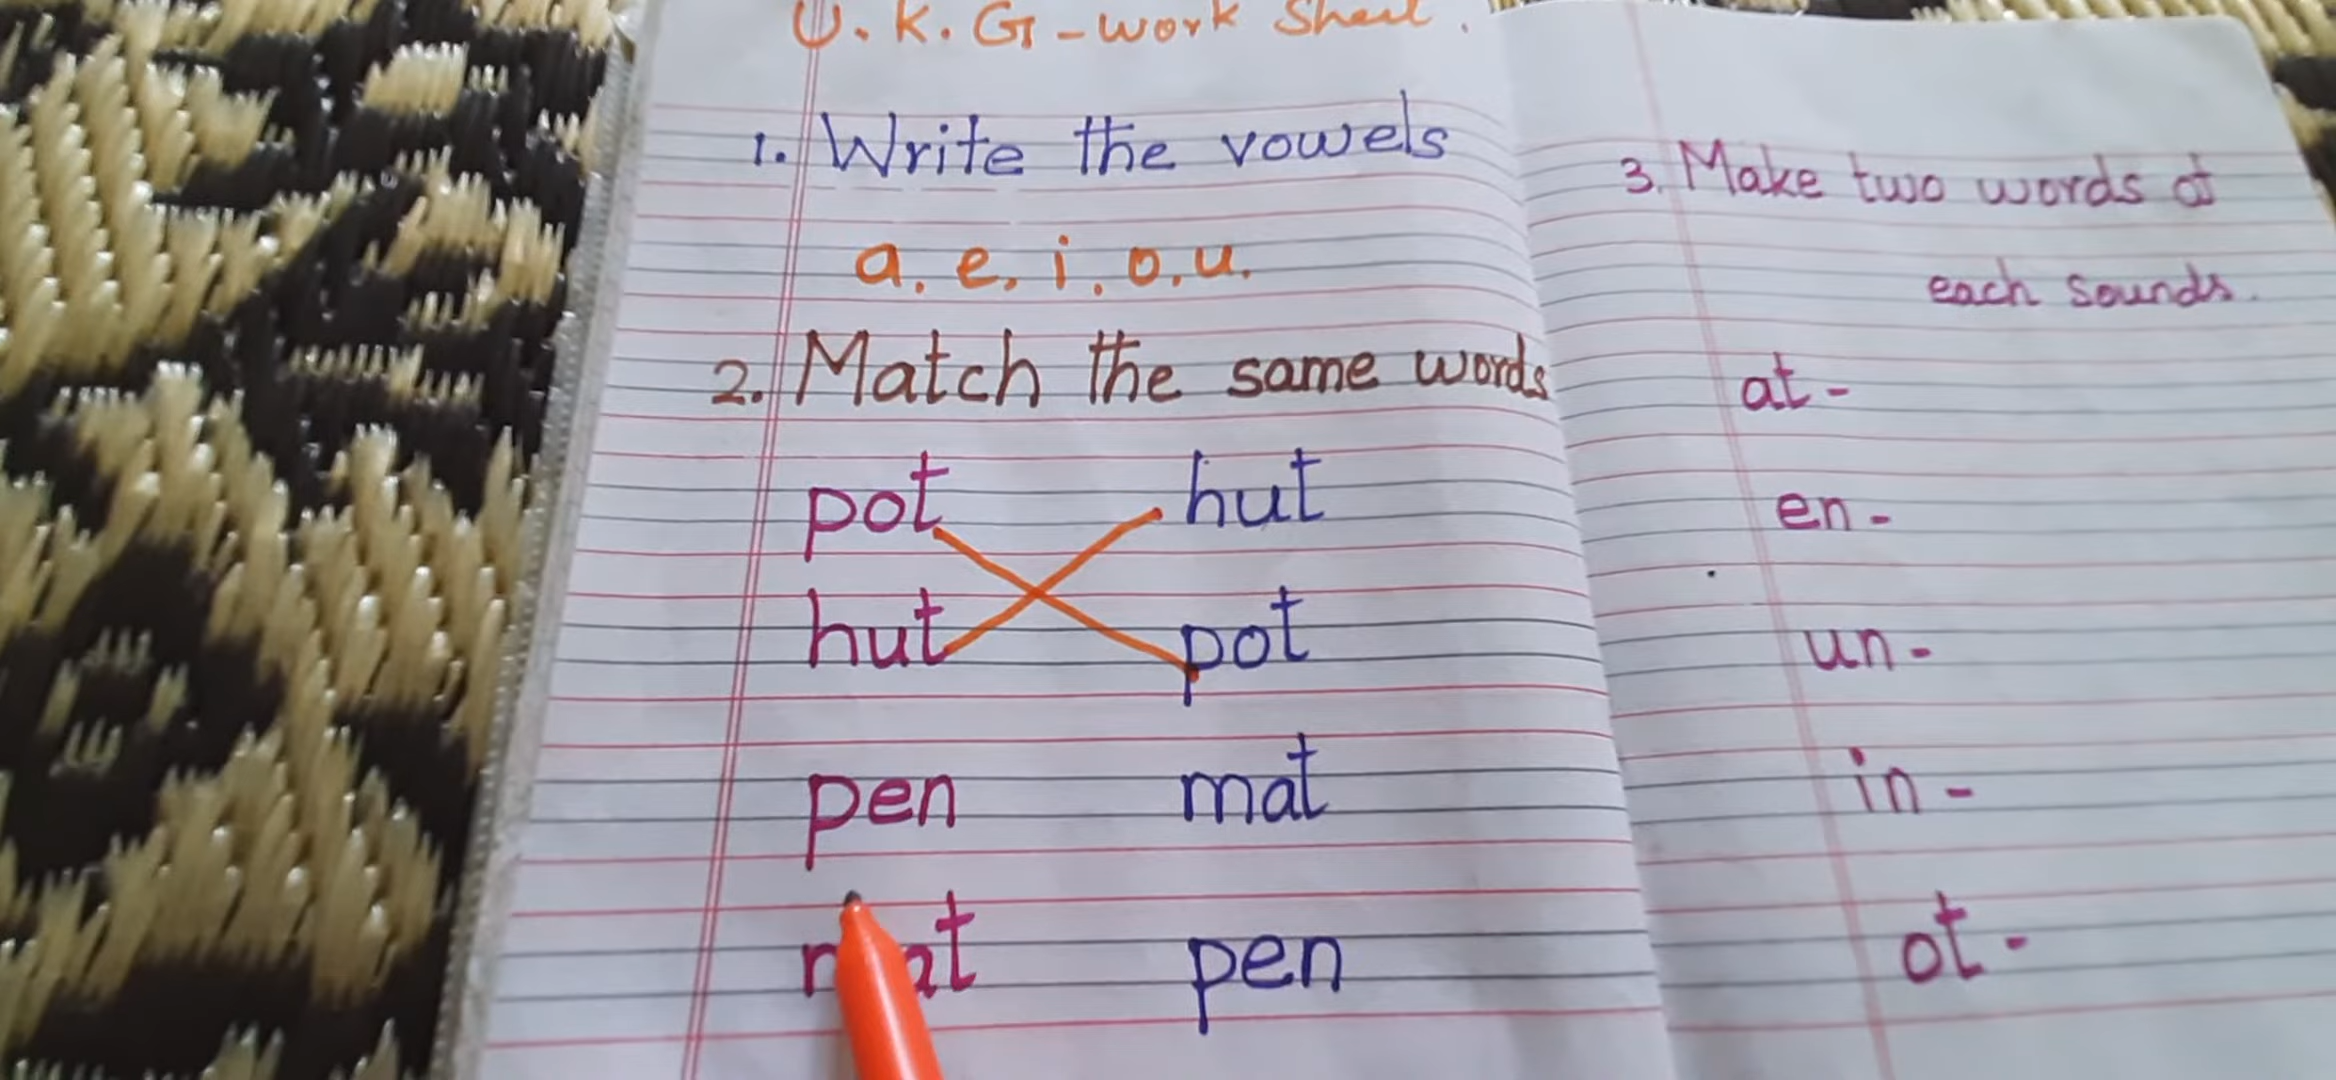 U. K. G - work Sheet.
1. Write the vowels
a. e. i. o. u.
2. Match the same words
pot hut
hut pot
pen mat
pen
3. Make two words of
each sounds.
at -
en -
un -
in -
ot -